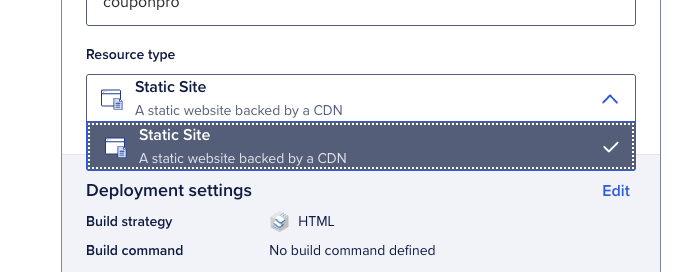 couponpro
Resource type
Static Site
A static website backed by a CDN
Static Site
A static website backed by a CDN
Deployment settings
Edit
Build strategy
HTML
Build command
No build command defined